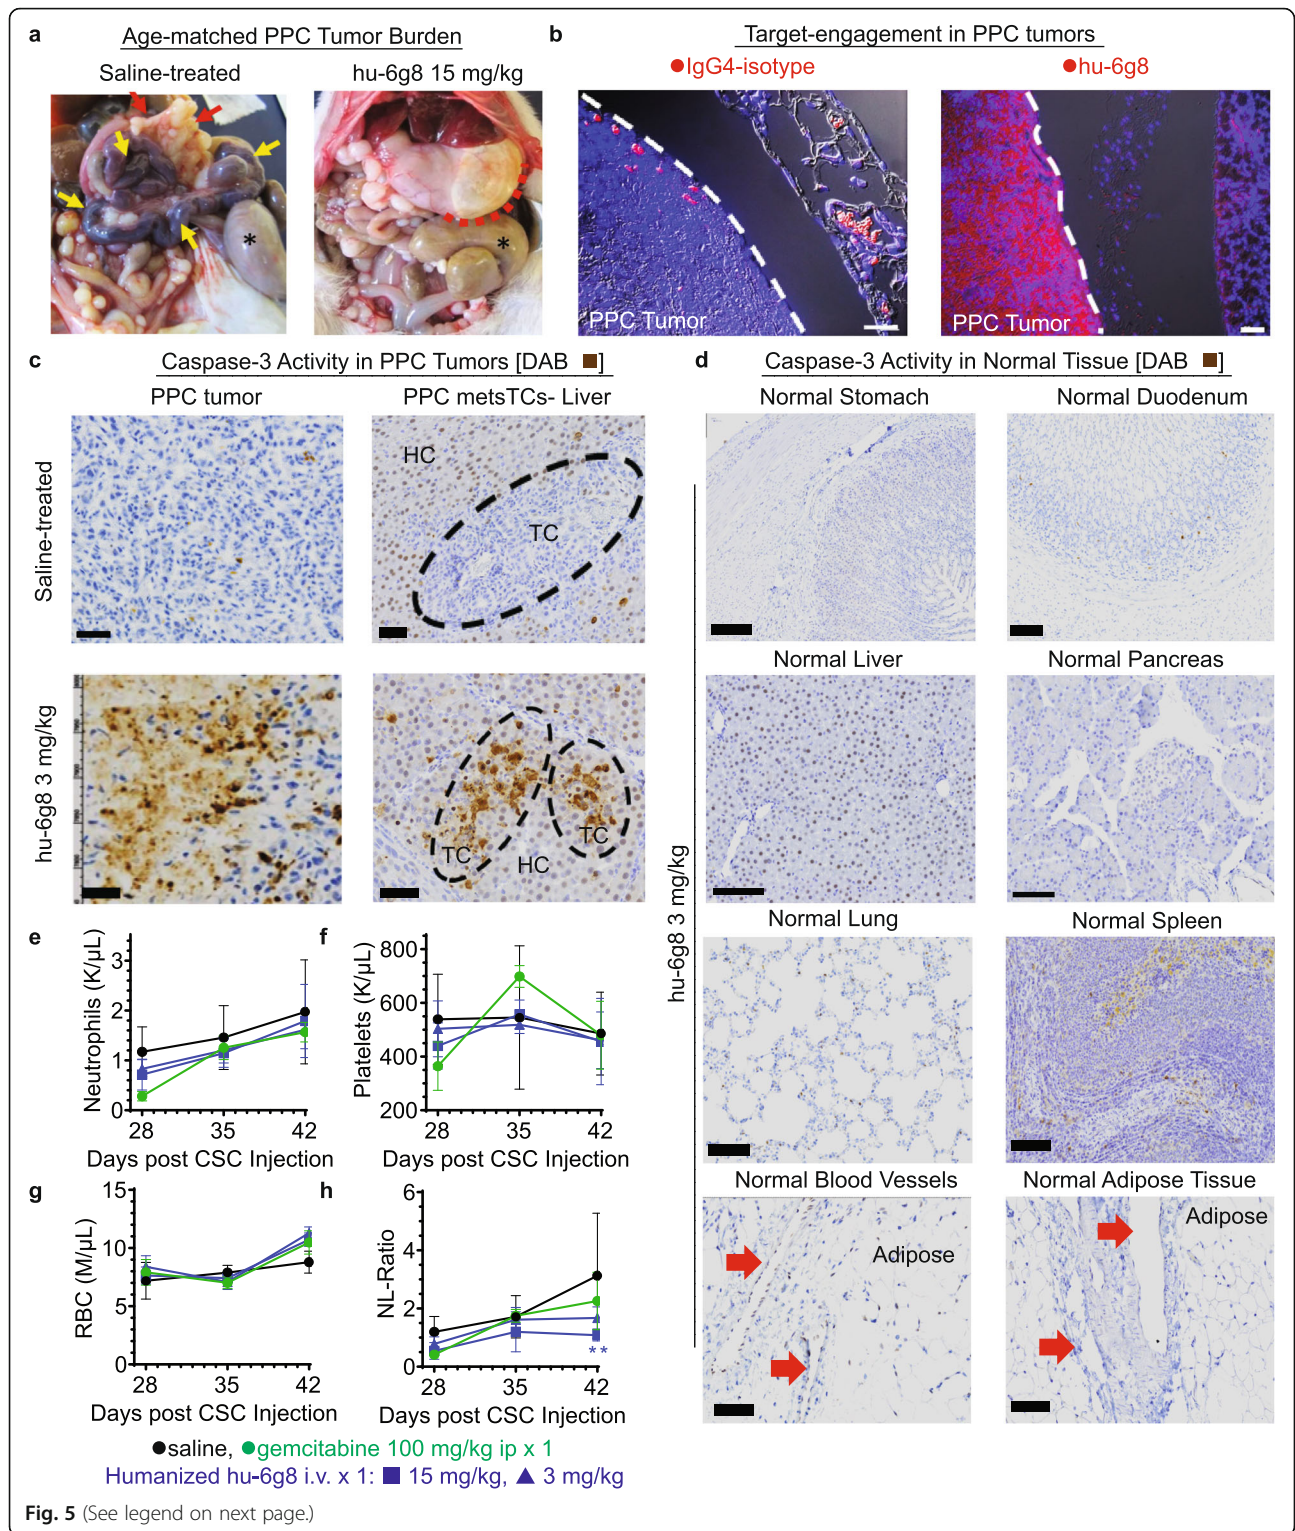 a Age-matched PPC Tumor Burden
Saline-treated hu-6g8 15 mg/kg
*
*
b Target-engagement in PPC tumors
IgG4-isotype hu-6g8
PPC Tumor
PPC Tumor
c Caspase-3 Activity in PPC Tumors [DAB ]
PPC tumor PPC metsTCs- Liver
Saline-treated
HC
TC
hu-6g8 3 mg/kg
TC
HC
TC
d Caspase-3 Activity in Normal Tissue [DAB ]
Normal Stomach Normal Duodenum
Normal Liver Normal Pancreas
hu-6g8 3 mg/kg
Normal Lung Normal Spleen
Normal Blood Vessels Normal Adipose Tissue
Adipose
Adipose
e
Neutrophils (K/µL)
3
2
1
0
28 35 42
Days post CSC Injection
f
Platelets (K/µL)
800
600
400
200
28 35 42
Days post CSC Injection
g
RBC (M/µL)
15
10
5
0
28 35 42
Days post CSC Injection
h
NL-Ratio
6
4
2
0
**
28 35 42
Days post CSC Injection
saline, gemcitabine 100 mg/kg ip x 1
Humanized hu-6g8 i.v. x 1: 15 mg/kg, 3 mg/kg
Fig. 5 (See legend on next page.)